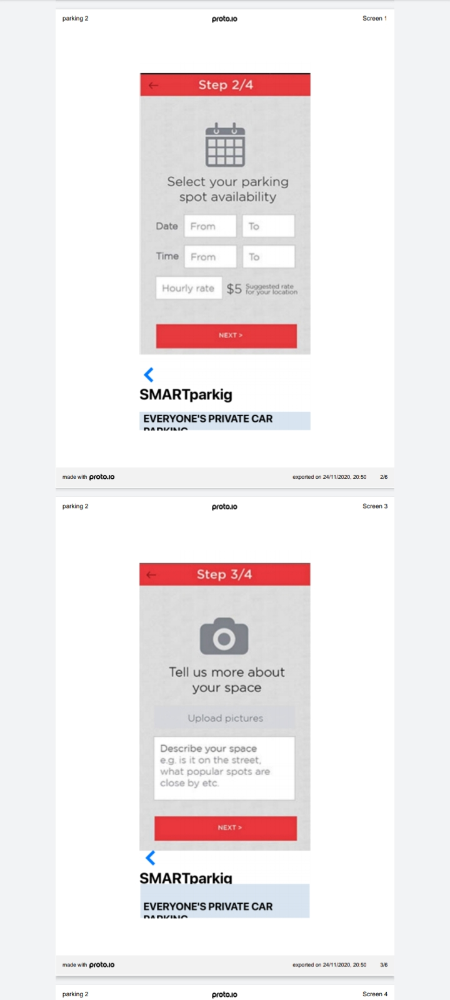 parking 2 proto.io Screen 1
Step 2/4
Select your parking
spot availability
Date From To
Time From To
Hourly rate $5 Suggested rate
for your location
NEXT >
SMARTparkig
EVERYONE'S PRIVATE CAR
PARKING
made with proto.io exported on 24/11/2020, 20:50 2/6
parking 2 proto.io Screen 3
Step 3/4
Tell us more about
your space
Upload pictures
Describe your space
e.g. is it on the street,
what popular spots are
close by etc.
NEXT >
SMARTparkig
EVERYONE'S PRIVATE CAR
PARKING
made with proto.io exported on 24/11/2020, 20:50 3/6
parking 2 proto.io Screen 4